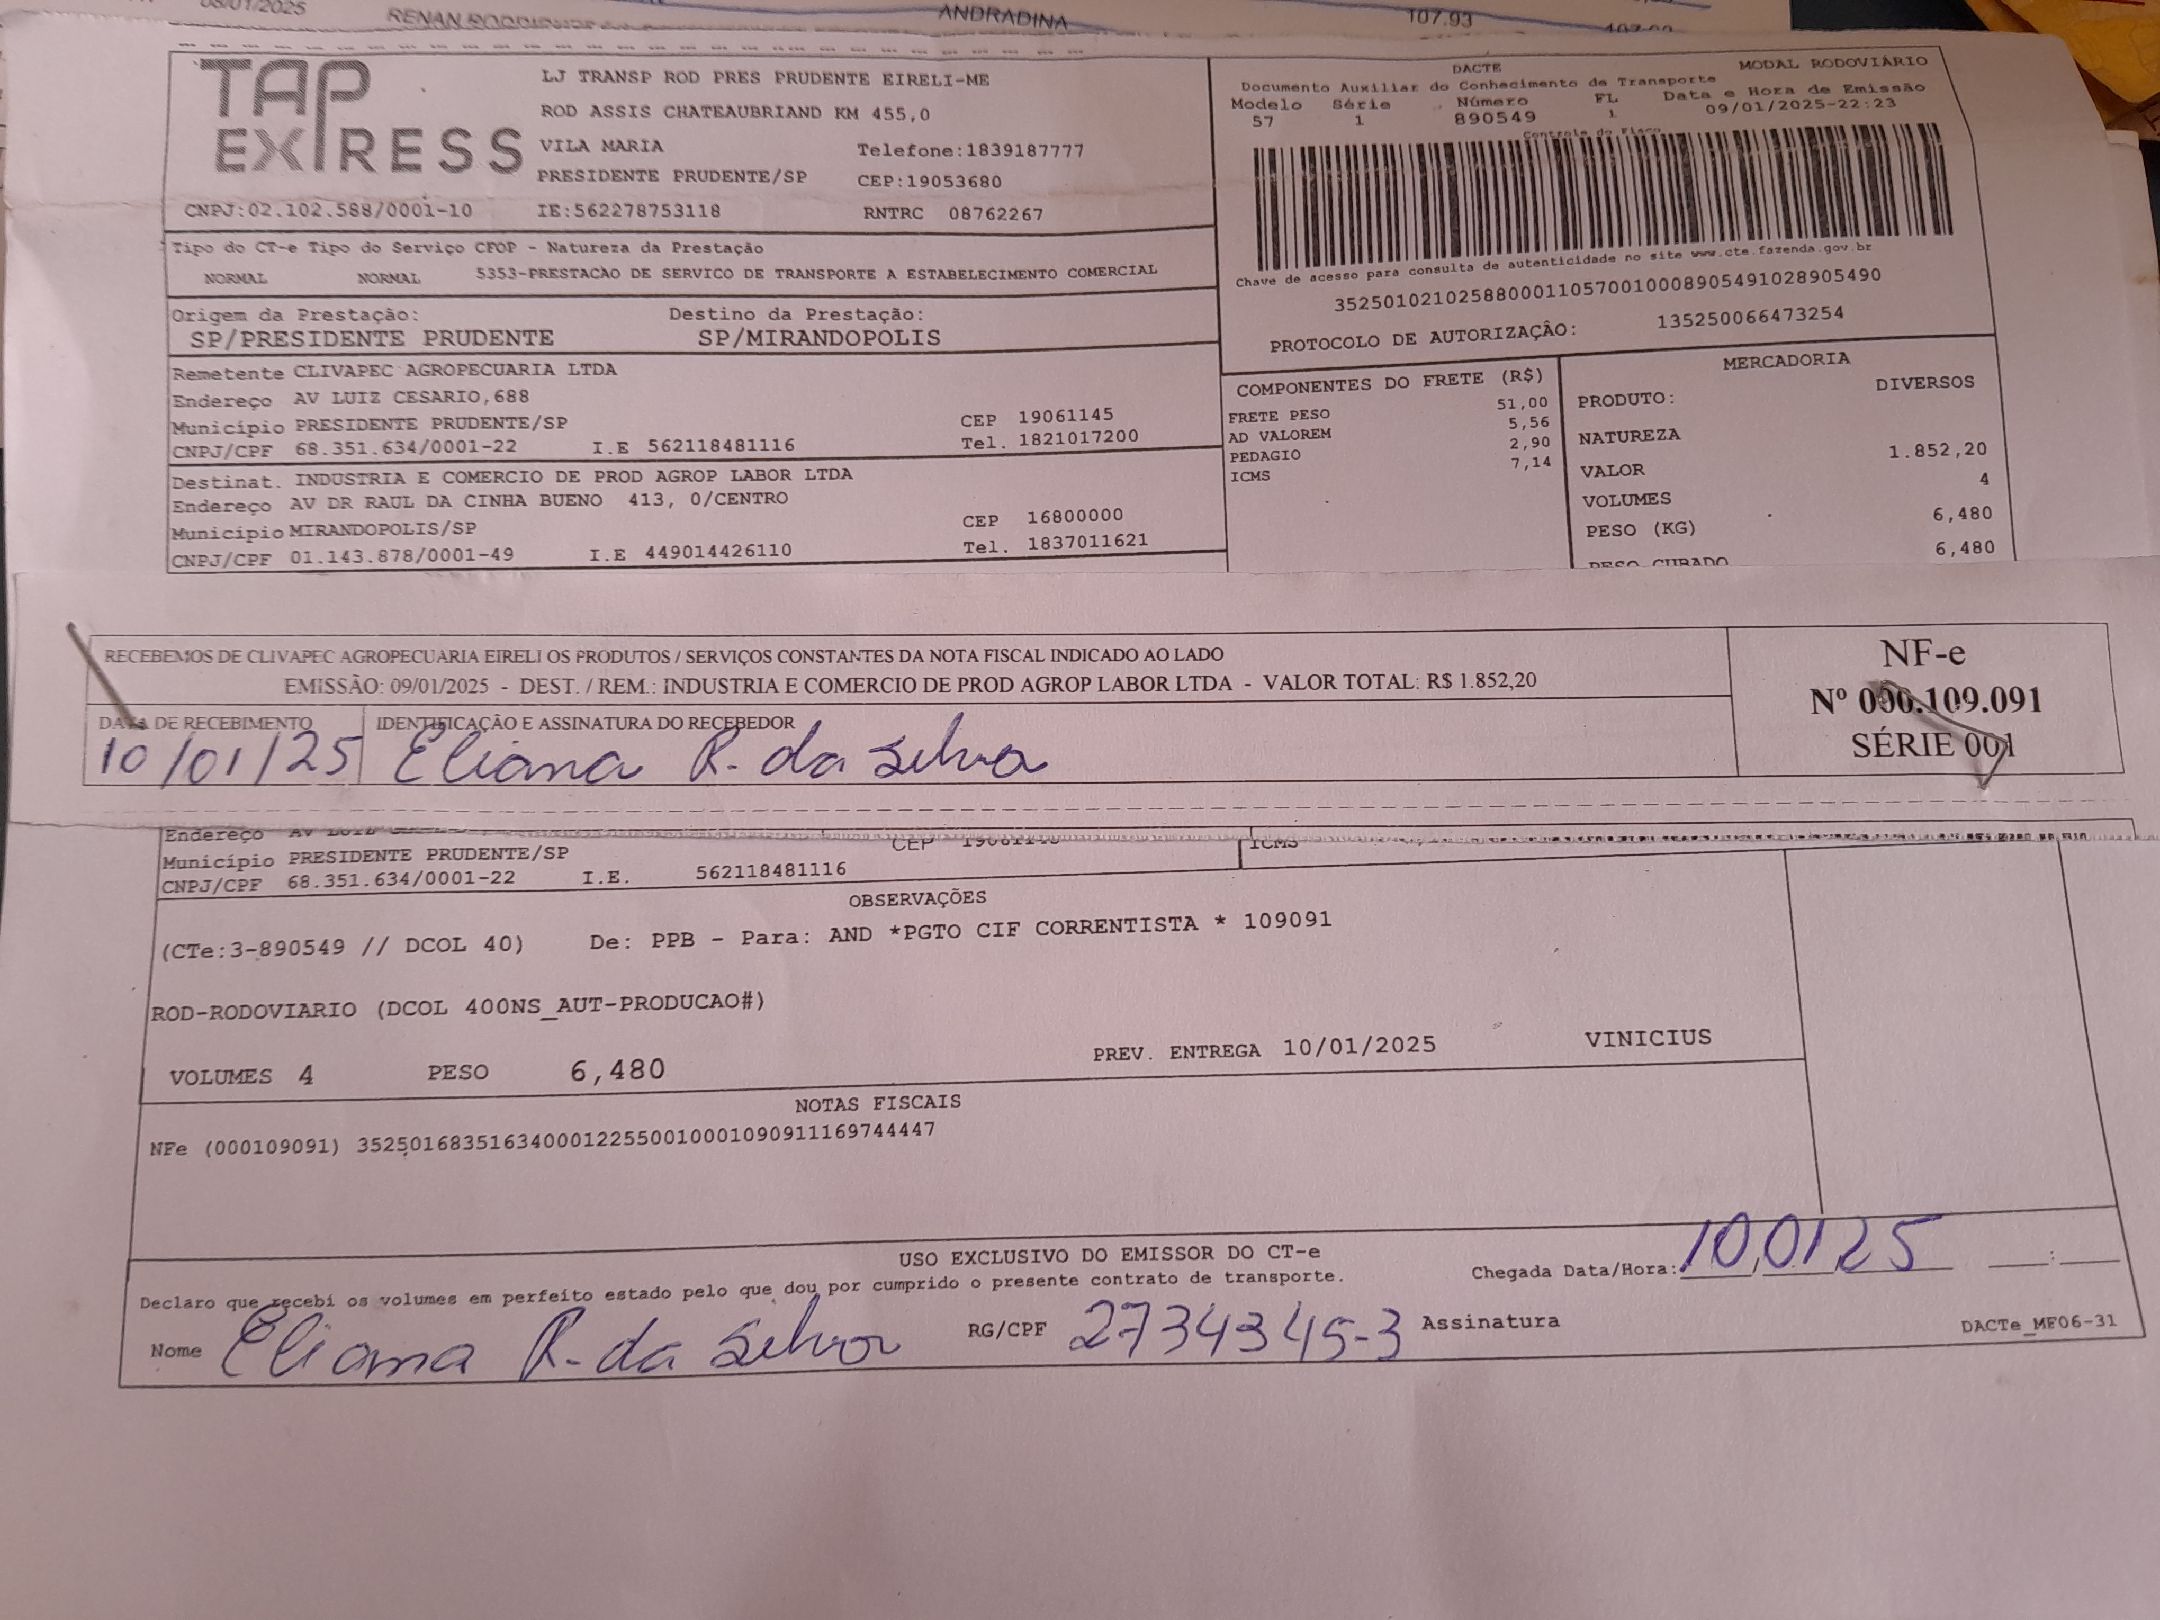 08/01/2025 ANDRADINA 107.93
TAP EXPRESS
LJ TRANSP ROD PRES PRUDENTE EIRELI-ME
ROD ASSIS CHATEAUBRIAND KM 455,0
VILA MARIA Telefone:1839187777
PRESIDENTE PRUDENTE/SP CEP:19053680
CNPJ:02.102.588/0001-10 IE:562278753118 RNTRC 08762267
DACTE MODAL RODOVIÁRIO
Documento Auxiliar do Conhecimento de Transporte
Modelo Série Número FL Data e Hora de Emissão
57 1 890549 1 09/01/2025-22:23
Controle do Fisco
Chave de acesso para consulta de autenticidade no site www.cte.fazenda.gov.br
35250102102588000110570010008905491028905490
PROTOCOLO DE AUTORIZAÇÃO: 135250066473254
Tipo do CT-e Tipo do Serviço CFOP - Natureza da Prestação
NORMAL NORMAL 5353-PRESTACAO DE SERVICO DE TRANSPORTE A ESTABELECIMENTO COMERCIAL
Origem da Prestação: Destino da Prestação:
SP/PRESIDENTE PRUDENTE SP/MIRANDOPOLIS
Remetente CLIVAPEC AGROPECUARIA LTDA
Endereço AV LUIZ CESARIO,688
Município PRESIDENTE PRUDENTE/SP CEP 19061145
CNPJ/CPF 68.351.634/0001-22 I.E 562118481116 Tel. 1821017200
Destinat. INDUSTRIA E COMERCIO DE PROD AGROP LABOR LTDA
Endereço AV DR RAUL DA CINHA BUENO 413, 0/CENTRO
Município MIRANDOPOLIS/SP CEP 16800000
CNPJ/CPF 01.143.878/0001-49 I.E 449014426110 Tel. 1837011621
COMPONENTES DO FRETE (R$)
FRETE PESO 51,00
AD VALOREM 5,56
PEDAGIO 2,90
ICMS 7,14
MERCADORIA
PRODUTO: DIVERSOS
NATUREZA
VALOR 1.852,20
VOLUMES 4
PESO (KG) 6,480
PESO CUBADO 6,480
RECEBEMOS DE CLIVAPEC AGROPECUARIA EIRELI OS PRODUTOS / SERVIÇOS CONSTANTES DA NOTA FISCAL INDICADO AO LADO
EMISSÃO: 09/01/2025 - DEST. / REM.: INDUSTRIA E COMERCIO DE PROD AGROP LABOR LTDA - VALOR TOTAL: R$ 1.852,20
DATA DE RECEBIMENTO IDENTIFICAÇÃO E ASSINATURA DO RECEBEDOR
10/01/25 Eliana R. da Silva
NF-e
Nº 000.109.091
SÉRIE 001
Endereço AV LUIZ
Município PRESIDENTE PRUDENTE/SP CEP 19061145 ICMS
CNPJ/CPF 68.351.634/0001-22 I.E. 562118481116
OBSERVAÇÕES
(CTe:3-890549 // DCOL 40) De: PPB - Para: AND *PGTO CIF CORRENTISTA * 109091
ROD-RODOVIARIO (DCOL 400NS_AUT-PRODUCAO#)
VOLUMES 4 PESO 6,480 PREV. ENTREGA 10/01/2025 VINICIUS
NOTAS FISCAIS
NFe (000109091) 35250168351634000122550010001090911169744447
USO EXCLUSIVO DO EMISSOR DO CT-e
Declaro que recebi os volumes em perfeito estado pelo que dou por cumprido o presente contrato de transporte. Chegada Data/Hora: 10,01,25 :
Nome Eliana R. da Silva RG/CPF 2734345-3 Assinatura
DACTe_MF06-31